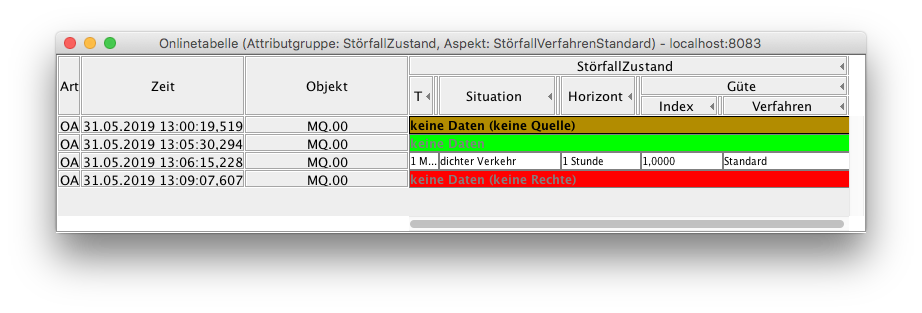 Onlinetabelle (Attributgruppe: StörfallZustand, Aspekt: StörfallVerfahrenStandard) - localhost:8083
Art Zeit Objekt StörfallZustand
T Situation Horizont Güte
Index Verfahren
OA 31.05.2019 13:00:19,519 MQ.00 keine Daten (keine Quelle)
OA 31.05.2019 13:05:30,294 MQ.00 keine Daten
OA 31.05.2019 13:06:15,228 MQ.00 1 M... dichter Verkehr 1 Stunde 1,0000 Standard
OA 31.05.2019 13:09:07,607 MQ.00 keine Daten (keine Rechte)